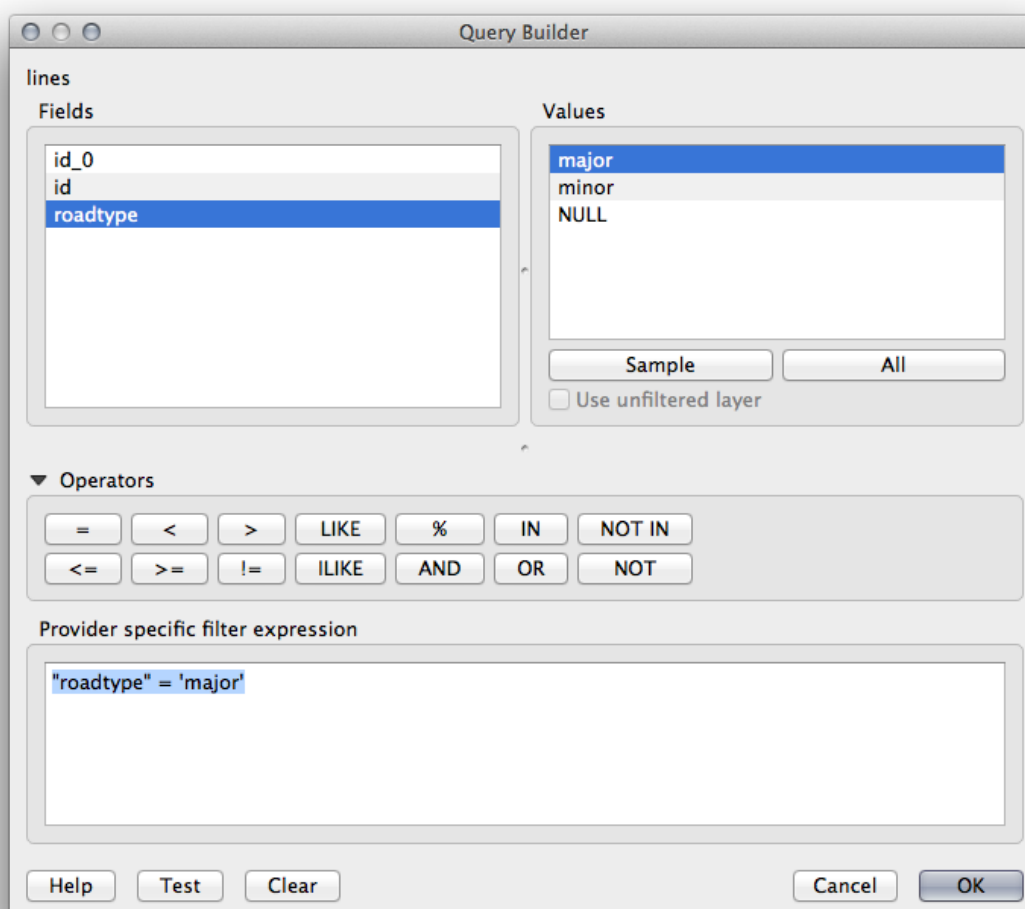 Query Builder
lines
Fields
id_0
id
roadtype
Values
major
minor
NULL
Sample
All
Use unfiltered layer
Operators
= < > LIKE % IN NOT IN
<= >= != ILIKE AND OR NOT
Provider specific filter expression
"roadtype" = 'major'
Help Test Clear Cancel OK